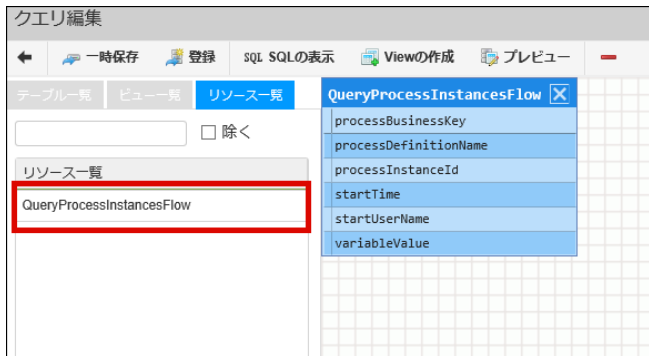 クエリ編集
一時保存 登録 SQL SQLの表示 Viewの作成 プレビュー
テーブル一覧 ビュー一覧 リソース一覧
除く
リソース一覧
QueryProcessInstancesFlow
QueryProcessInstancesFlow
processBusinessKey
processDefinitionName
processInstanceId
startTime
startUserName
variableValue